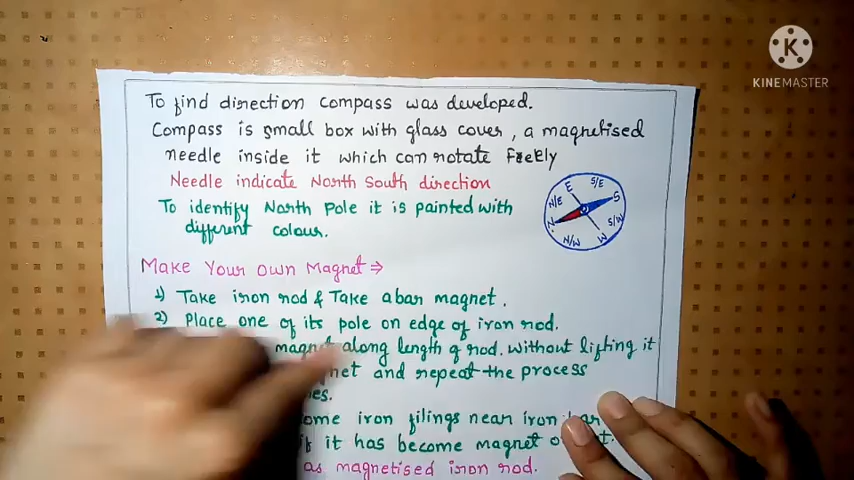 To find direction compass was developed.
Compass is small box with glass cover, a magnetised
needle inside it which can rotate freely
Needle indicate North South direction
To identify North pole it is painted with
different colour.
E
S/E
N/E
S
N
S/W
N/W
W
Make Your own Magnet ⇒
1) Take iron rod & Take a bar magnet.
2) Place one of its pole on edge of iron rod.
magnet along length of rod. Without lifting it
and repeat the process
iron filings near iron bar
if it has become magnet
as magnetised iron rod.
K
KINEMASTER